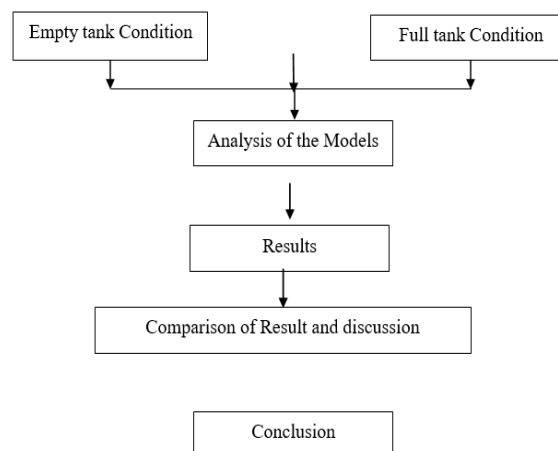 Empty tank Condition
Full tank Condition
Analysis of the Models
Results
Comparison of Result and discussion
Conclusion